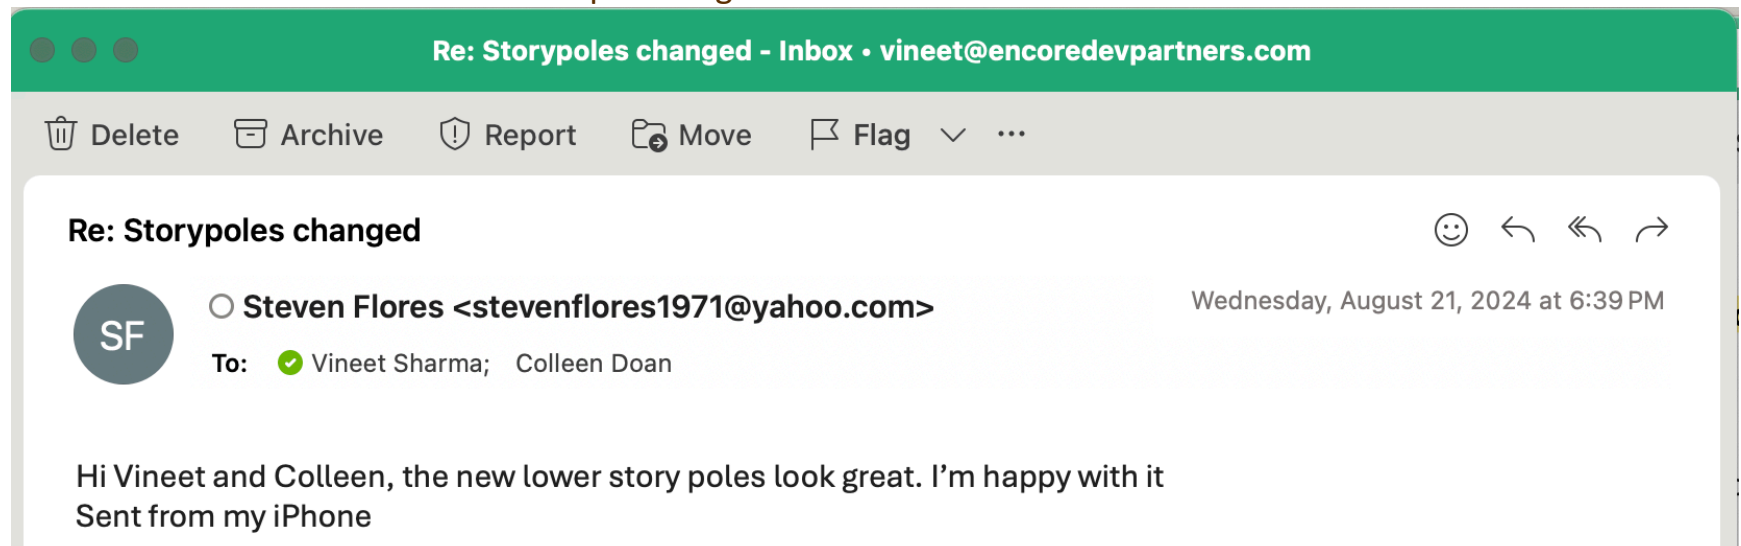 Re: Storypoles changed - Inbox • vineet@encoredevpartners.com
Delete Archive Report Move Flag ...
Re: Storypoles changed
SF
Steven Flores <stevenflores1971@yahoo.com>
Wednesday, August 21, 2024 at 6:39 PM
To: Vineet Sharma; Colleen Doan
Hi Vineet and Colleen, the new lower story poles look great. I’m happy with it
Sent from my iPhone